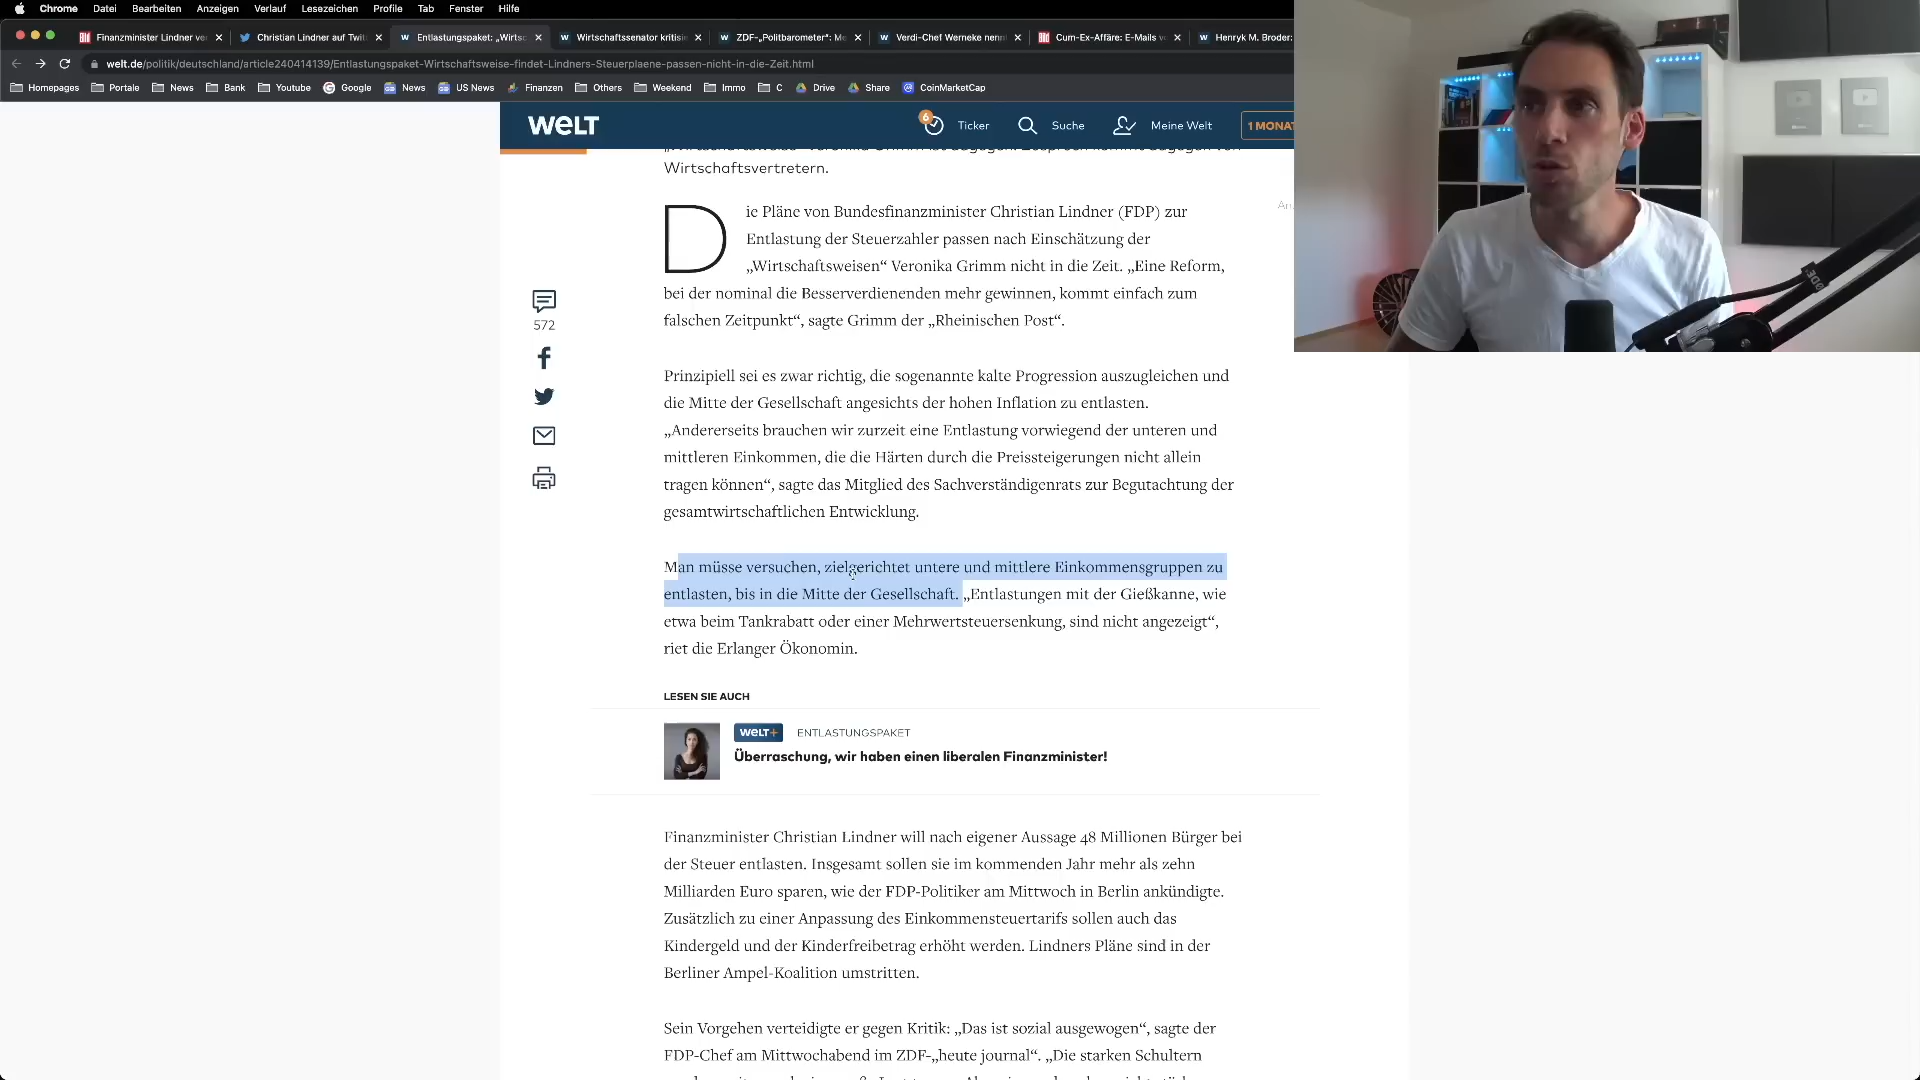 Chrome Datei Bearbeiten Anzeigen Verlauf Lesezeichen Profile Tab Fenster Hilfe
Finanzminister Lindner ve
Christian Lindner auf Twit
Entlastungspaket: „Wirts
Wirtschaftssenator kritisi
ZDF-„Politbarometer“: Me
Verdi-Chef Werneke nenn
Cum-Ex-Affäre: E-Mails v
Henryk M. Broder:
welt.de/politik/deutschland/article240414139/Entlastungspaket-Wirtschaftsweise-findet-Lindners-Steuerplaene-passen-nicht-in-die-Zeit.html
Homepages Portale News Bank Youtube Google News US News Finanzen Others Weekend Immo C Drive Share CoinMarketCap
WELT
6
Ticker
Suche
Meine Welt
1 MONAT
Wirtschaftsvertretern.
Die Pläne von Bundesfinanzminister Christian Lindner (FDP) zur
Entlastung der Steuerzahler passen nach Einschätzung der
„Wirtschaftsweisen“ Veronika Grimm nicht in die Zeit. „Eine Reform,
bei der nominal die Besserverdienenden mehr gewinnen, kommt einfach zum
falschen Zeitpunkt“, sagte Grimm der „Rheinischen Post“.
572
Prinzipiell sei es zwar richtig, die sogenannte kalte Progression auszugleichen und
die Mitte der Gesellschaft angesichts der hohen Inflation zu entlasten.
„Andererseits brauchen wir zurzeit eine Entlastung vorwiegend der unteren und
mittleren Einkommen, die die Härten durch die Preissteigerungen nicht allein
tragen können“, sagte das Mitglied des Sachverständigenrats zur Begutachtung der
gesamtwirtschaftlichen Entwicklung.
Man müsse versuchen, zielgerichtet untere und mittlere Einkommensgruppen zu
entlasten, bis in die Mitte der Gesellschaft. „Entlastungen mit der Gießkanne, wie
etwa beim Tankrabatt oder einer Mehrwertsteuersenkung, sind nicht angezeigt“,
riet die Erlanger Ökonomin.
LESEN SIE AUCH
WELT+ ENTLASTUNGSPAKET
Überraschung, wir haben einen liberalen Finanzminister!
Finanzminister Christian Lindner will nach eigener Aussage 48 Millionen Bürger bei
der Steuer entlasten. Insgesamt sollen sie im kommenden Jahr mehr als zehn
Milliarden Euro sparen, wie der FDP-Politiker am Mittwoch in Berlin ankündigte.
Zusätzlich zu einer Anpassung des Einkommensteuertarifs sollen auch das
Kindergeld und der Kinderfreibetrag erhöht werden. Lindners Pläne sind in der
Berliner Ampel-Koalition umstritten.
Sein Vorgehen verteidigte er gegen Kritik: „Das ist sozial ausgewogen“, sagte der
FDP-Chef am Mittwochabend im ZDF-„heute journal“. „Die starken Schultern